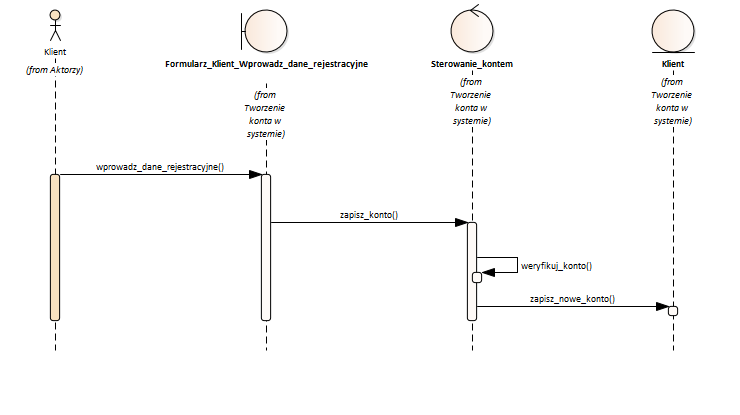 Klient
(from Aktorzy)
Formularz_Klient_Wprowadz_dane_rejestracyjne
(from
Tworzenie
konta w
systemie)
Sterowanie_kontem
(from
Tworzenie
konta w
systemie)
Klient
(from
Tworzenie
konta w
systemie)
wprowadz_dane_rejestracyjne()
zapisz_konto()
weryfikuj_konto()
zapisz_nowe_konto()